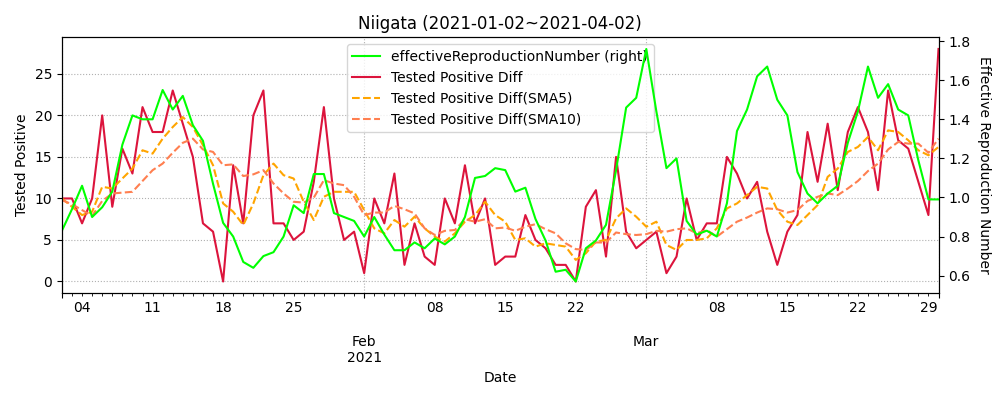 Niigata (2021-01-02~2021-04-02)
effectiveReproductionNumber (right)
Tested Positive Diff
Tested Positive Diff(SMA5)
Tested Positive Diff(SMA10)
Tested Positive
25
20
15
10
5
0
1.8
1.6
1.4
1.2
1.0
0.8
0.6
Effective Reproduction Number
04 11 18 25 08 15 22 08 15 22 29
Feb Mar
2021
Date